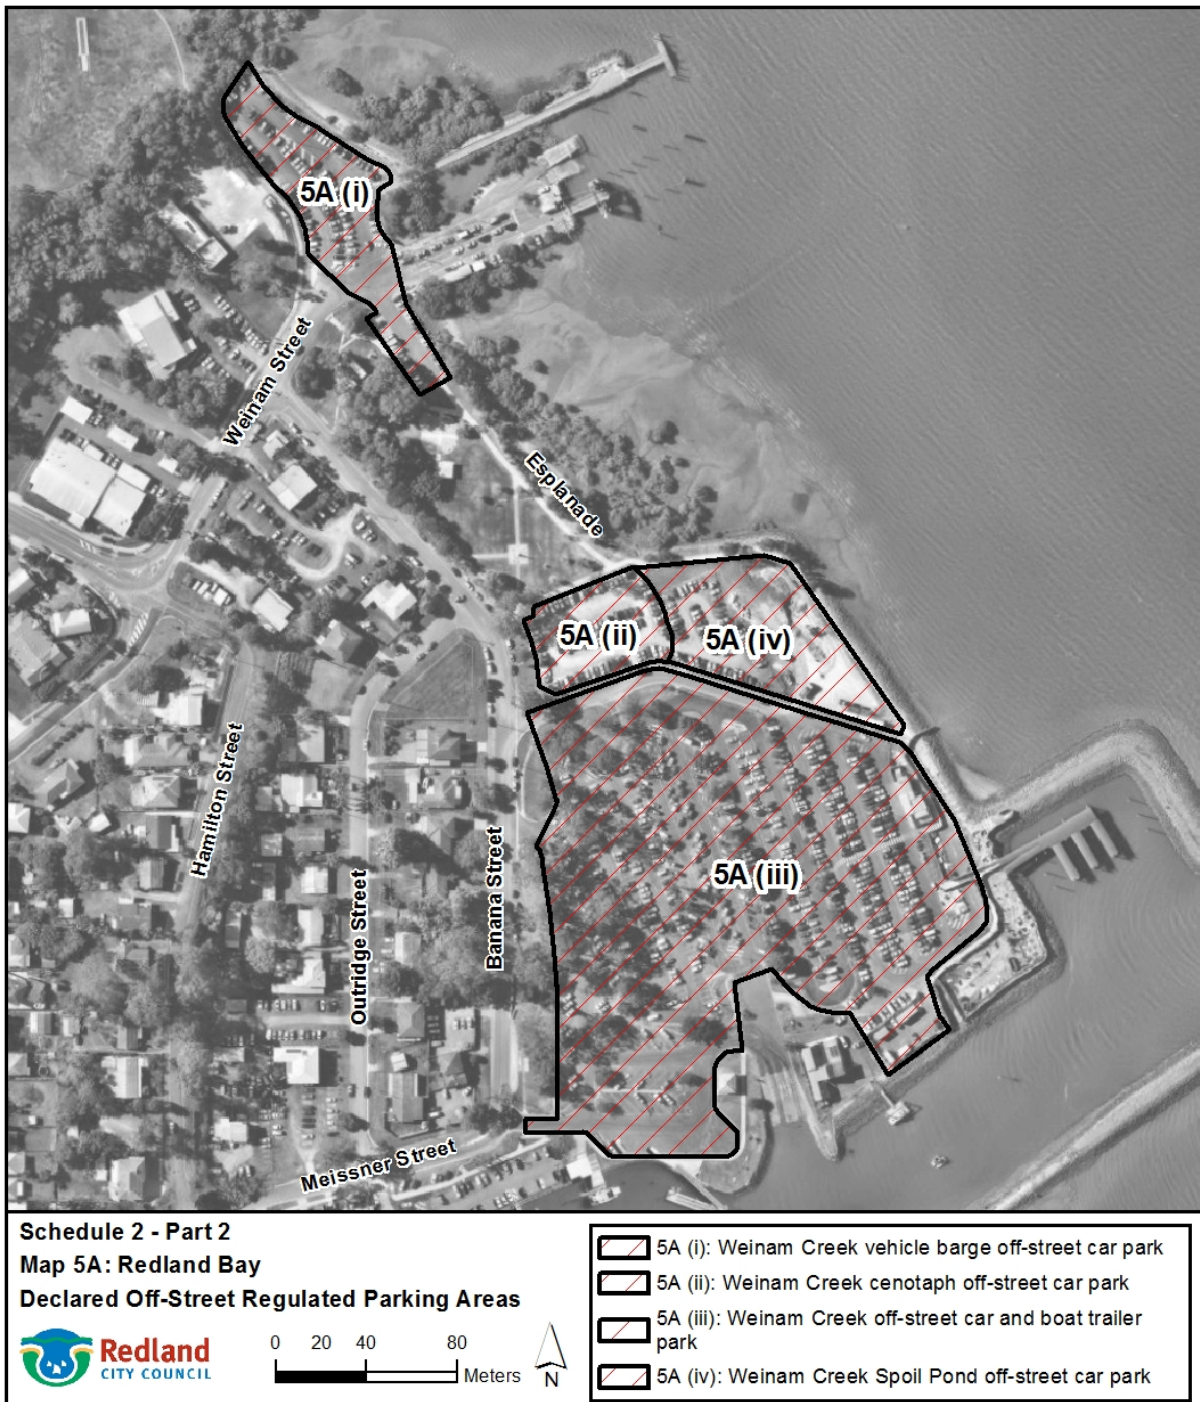 5A (i)
Weinam Street
Esplanade
5A (ii)
5A (iv)
Hamilton Street
Outridge Street
Banana Street
5A (iii)
Meissner Street
Schedule 2 - Part 2
Map 5A: Redland Bay
Declared Off-Street Regulated Parking Areas
Redland
CITY COUNCIL
0 20 40 80
Meters
N
5A (i): Weinam Creek vehicle barge off-street car park
5A (ii): Weinam Creek cenotaph off-street car park
5A (iii): Weinam Creek off-street car and boat trailer
park
5A (iv): Weinam Creek Spoil Pond off-street car park